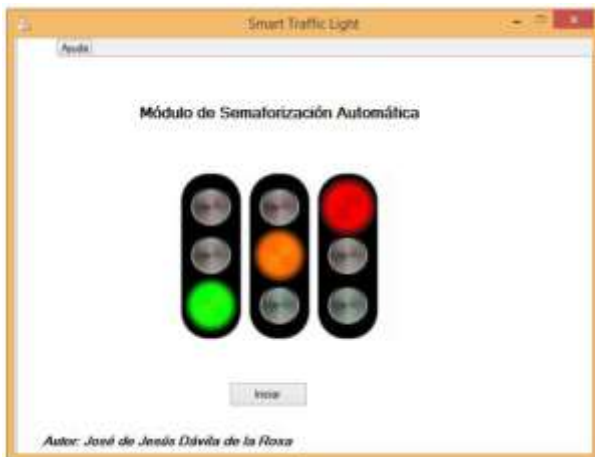 Smart Traffic Light
Ayuda
Módulo de Semaforización Automática
Iniciar
Autor: José de Jesús Dávila de la Rosa